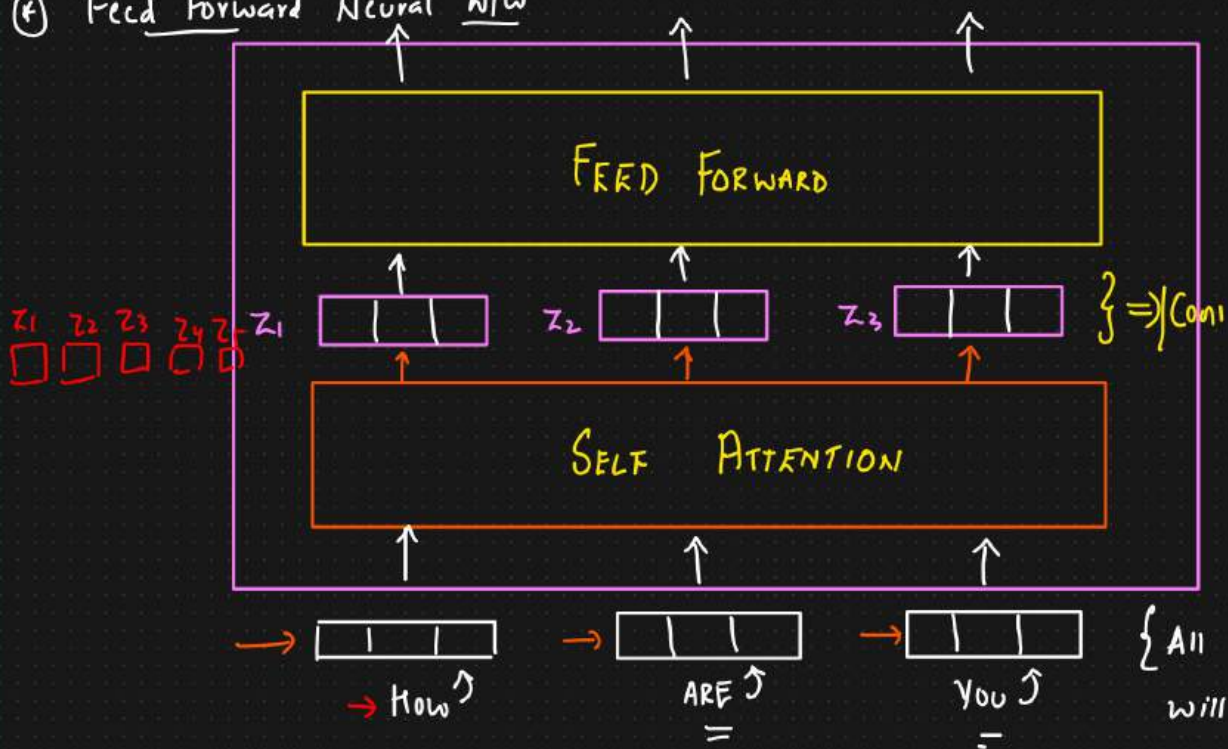 (*) Feed Forward Neural N/W
FEED FORWARD
Z1 Z2 Z3 Z4 Z1 Z2 Z3 } =>
SELF ATTENTION
{ All
→ How ARE YOU will